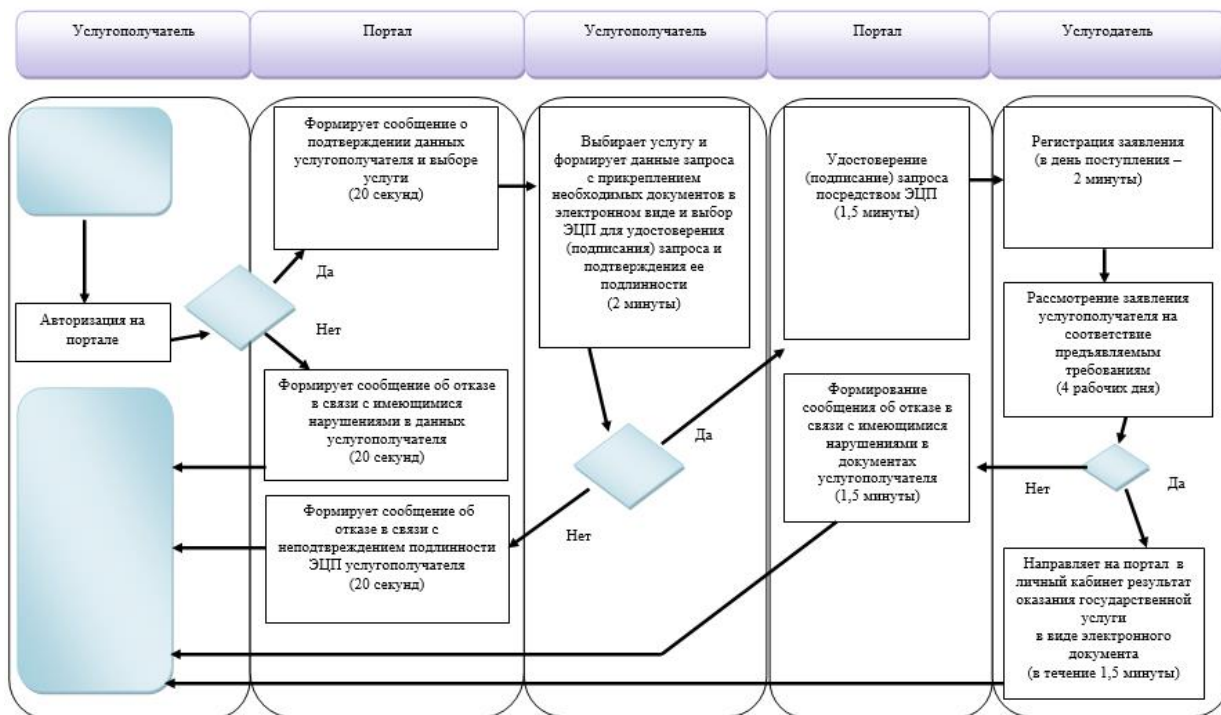 Услугополучатель
Портал
Услугополучатель
Портал
Услугодатель
Формирует сообщение о
подтверждении данных
услугополучателя и выборе
услуги
(20 секунд)
Выбирает услугу и
формирует данные запроса
с прикреплением
необходимых документов в
электронном виде и выбор
ЭЦП для удостоверения
(подписания) запроса и
подтверждения ее
подлинности
(2 минуты)
Удостоверение
(подписание) запроса
посредством ЭЦП
(1,5 минуты)
Регистрация заявления
(в день поступления –
2 минуты)
Да
Авторизация на
портале
Нет
Рассмотрение заявления
услугополучателя на
соответствие
предъявляемым
требованиям
(4 рабочих дня)
Формирует сообщение об отказе
в связи с имеющимися
нарушениями в данных
услугополучателя
(20 секунд)
Да
Формирование
сообщения об отказе в
связи с имеющимися
нарушениями в
документах
услугополучателя
(1,5 минуты)
Нет
Да
Формирует сообщение об
отказе в связи с
неподтвреждением подлинности
ЭЦП услугополучателя
(20 секунд)
Нет
Направляет на портал в
личный кабинет результат
оказания государственной
услуги
в виде электронного
документа
(в течение 1,5 минуты)